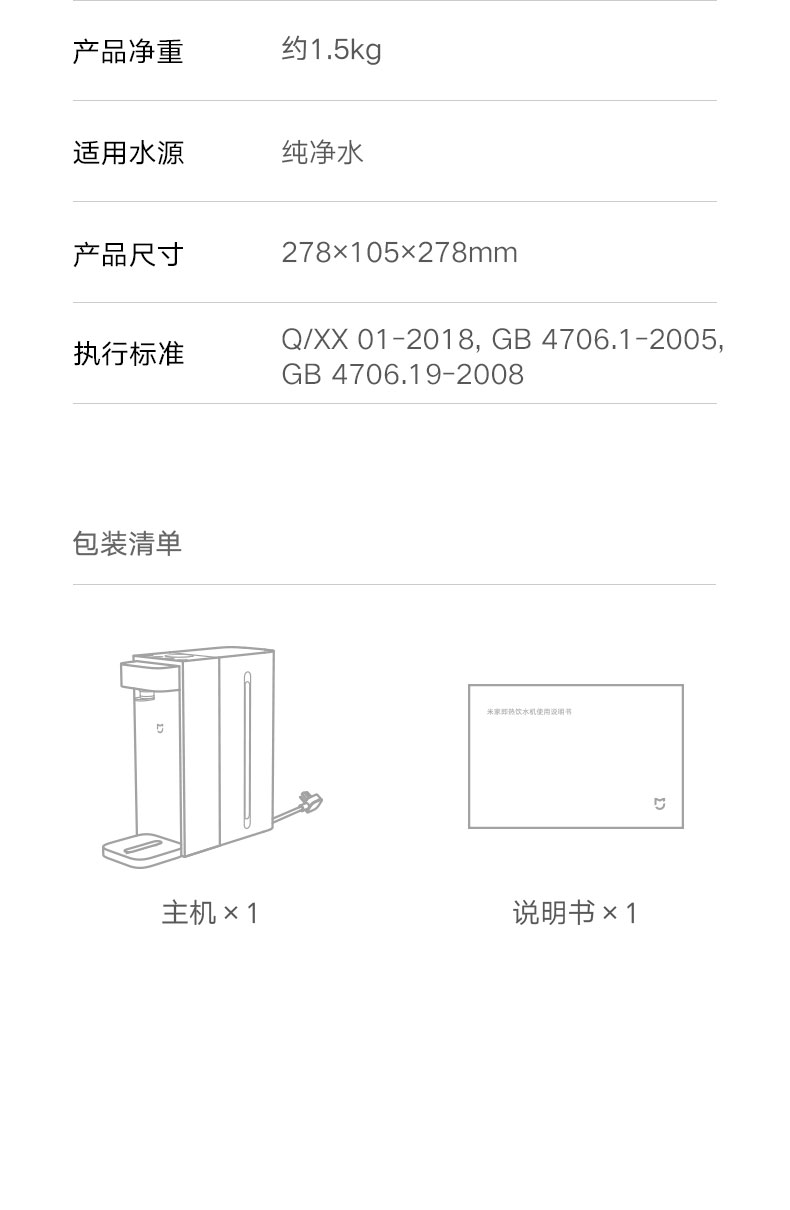 产品净重 约1.5kg
适用水源 纯净水
产品尺寸 278×105×278mm
执行标准 Q/XX 01-2018, GB 4706.1-2005,
GB 4706.19-2008
包装清单
米家即热饮水机使用说明书
主机 × 1 说明书 × 1